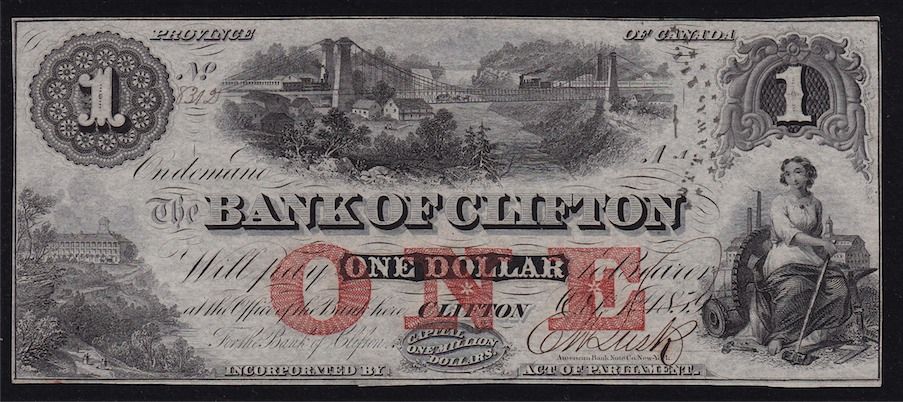 PROVINCE OF CANADA
1
No
1
On demand
The BANK OF CLIFTON
Will pay ONE DOLLAR to bearer
ONE
at the Office of the Bank here CLIFTON
For the Bank of Clifton
CAPITAL
ONE MILLION
DOLLARS.
American Bank Note Co. New-York.
INCORPORATED BY ACT OF PARLIAMENT.